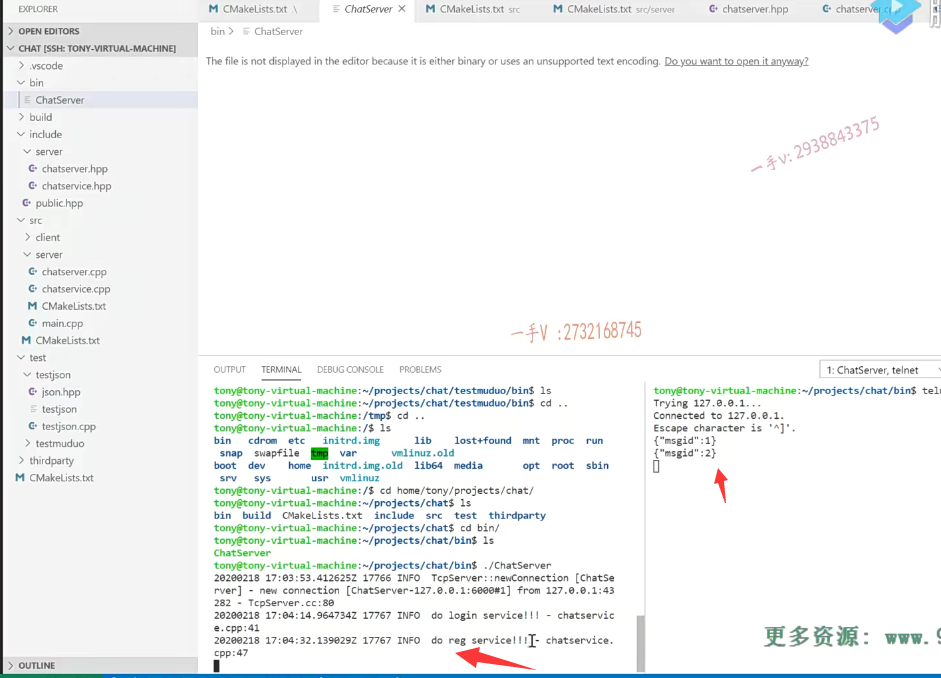 EXPLORER
OPEN EDITORS
CHAT [SSH: TONY-VIRTUAL-MACHINE]
.vscode
bin
ChatServer
build
include
server
chatserver.hpp
chatservice.hpp
public.hpp
src
client
server
chatserver.cpp
chatservice.cpp
CMakeLists.txt
main.cpp
CMakeLists.txt
test
testjson
json.hpp
testjson
testjson.cpp
testmuduo
thirdparty
CMakeLists.txt
OUTLINE
CMakeLists.txt .\
ChatServer
CMakeLists.txt src
CMakeLists.txt src/server
chatserver.hpp
chatserver.cpp
bin > ChatServer
The file is not displayed in the editor because it is either binary or uses an unsupported text encoding. Do you want to open it anyway?
一手v: 2938843375
一手V :2732168745
OUTPUT TERMINAL DEBUG CONSOLE PROBLEMS
1: ChatServer, telnet
tony@tony-virtual-machine:~/projects/chat/testmuduo/bin$ ls
tony@tony-virtual-machine:~/projects/chat/testmuduo/bin$ cd ..
tony@tony-virtual-machine:/tmp$ cd ..
tony@tony-virtual-machine:/$ ls
bin cdrom etc initrd.img lib lost+found mnt proc run
snap swapfile tmp var vmlinuz.old
boot dev home initrd.img.old lib64 media opt root sbin
srv sys usr vmlinuz
tony@tony-virtual-machine:/$ cd home/tony/projects/chat/
tony@tony-virtual-machine:~/projects/chat$ ls
bin build CMakeLists.txt include src test thirdparty
tony@tony-virtual-machine:~/projects/chat$ cd bin/
tony@tony-virtual-machine:~/projects/chat/bin$ ls
ChatServer
tony@tony-virtual-machine:~/projects/chat/bin$ ./ChatServer
20200218 17:03:53.412625Z 17766 INFO TcpServer::newConnection [ChatSe
rver] - new connection [ChatServer-127.0.0.1:6000#1] from 127.0.0.1:43
282 - TcpServer.cc:80
20200218 17:04:14.964734Z 17767 INFO do login service!!! - chatservic
e.cpp:41
20200218 17:04:32.139029Z 17767 INFO do reg service!!! - chatservice.
cpp:47
tony@tony-virtual-machine:~/projects/chat/bin$ tel
Trying 127.0.0.1...
Connected to 127.0.0.1.
Escape character is '^]'.
{"msgid":1}
{"msgid":2}
更多资源: www.9